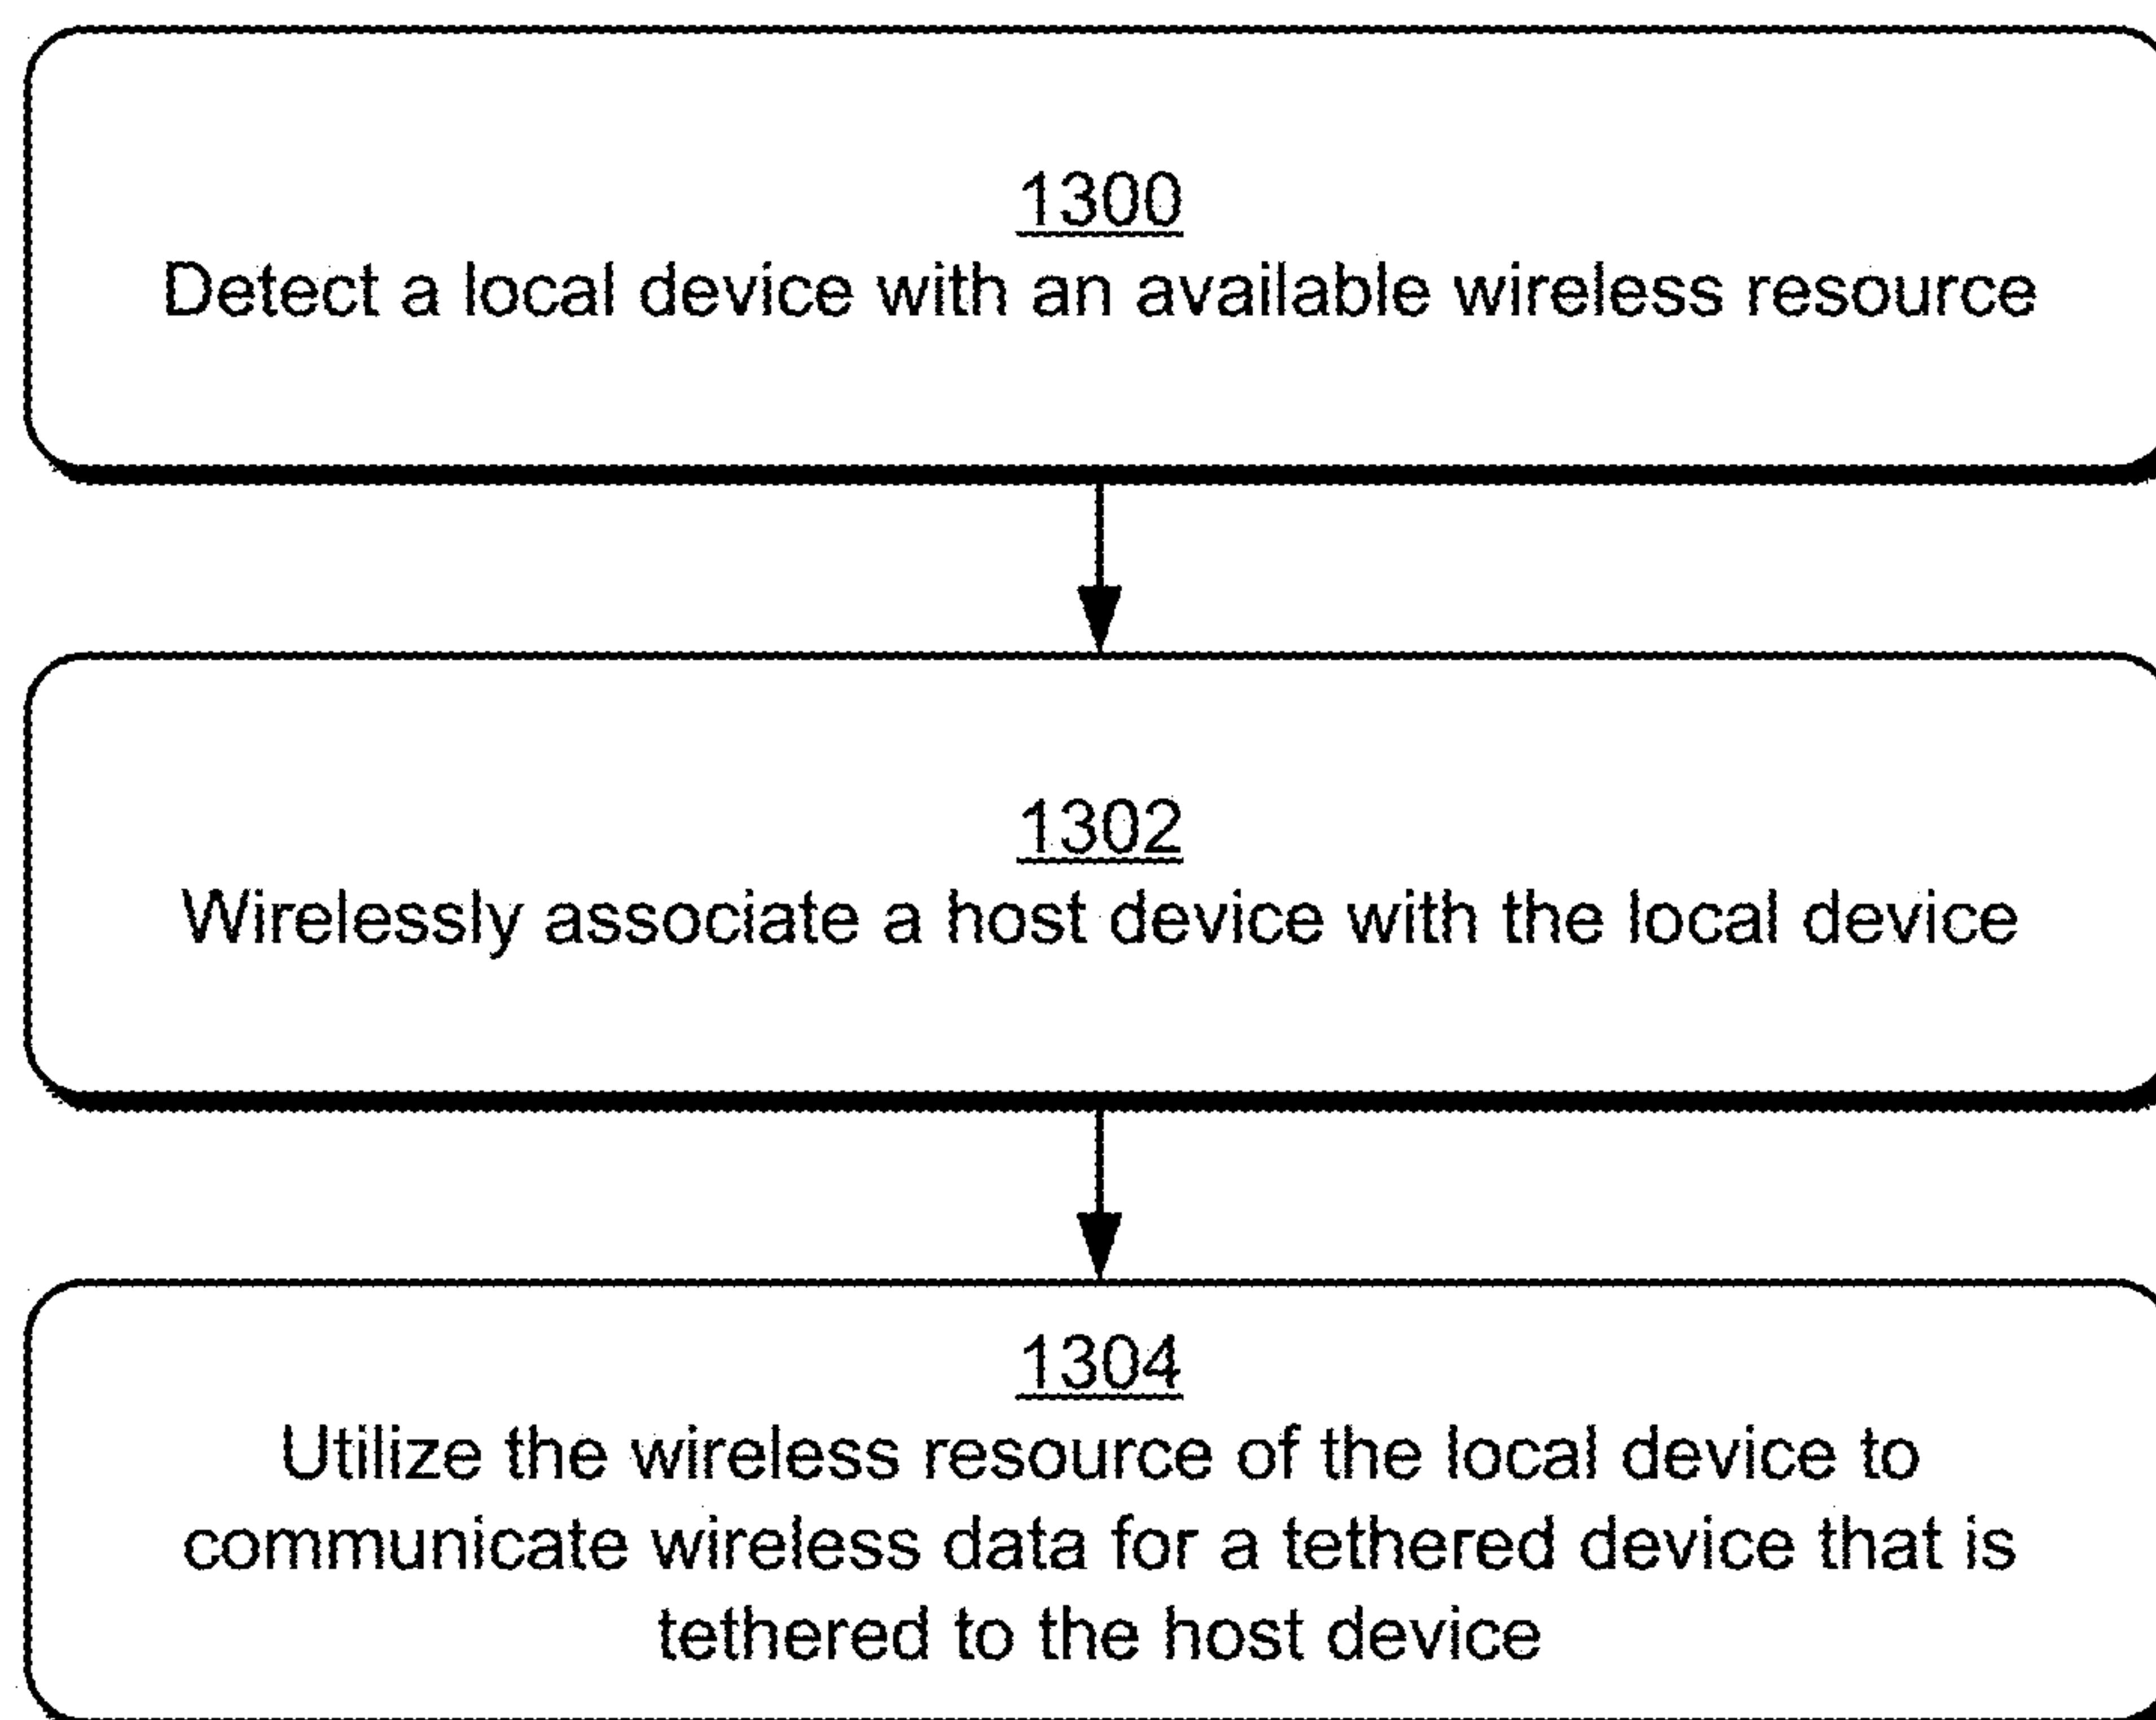 1300
Detect a local device with an available wireless resource
1302
Wirelessly associate a host device with the local device
1304
Utilize the wireless resource of the local device to
communicate wireless data for a tethered device that is
tethered to the host device